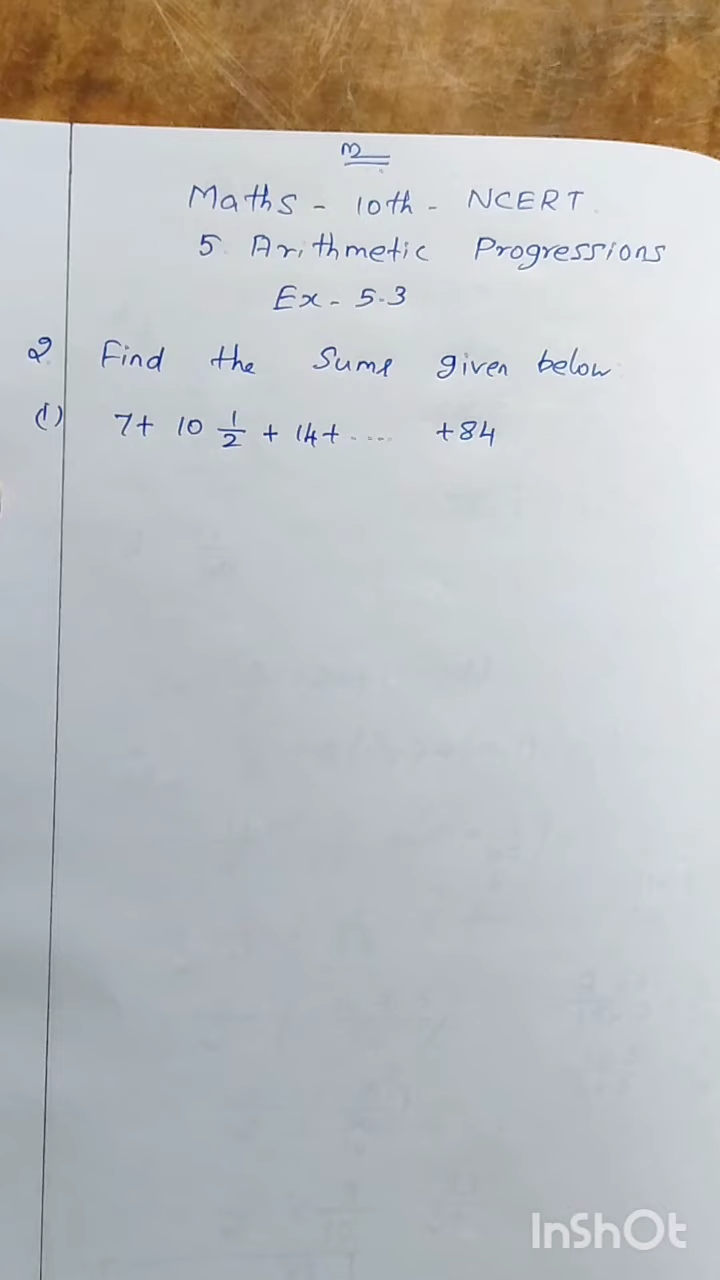 m
Maths - 10th - NCERT.
5. Arithmetic Progressions
Ex - 5.3
2 Find the Sums given below:
(i) 7+ 10 1/2 + 14+ .... +84
InShOt